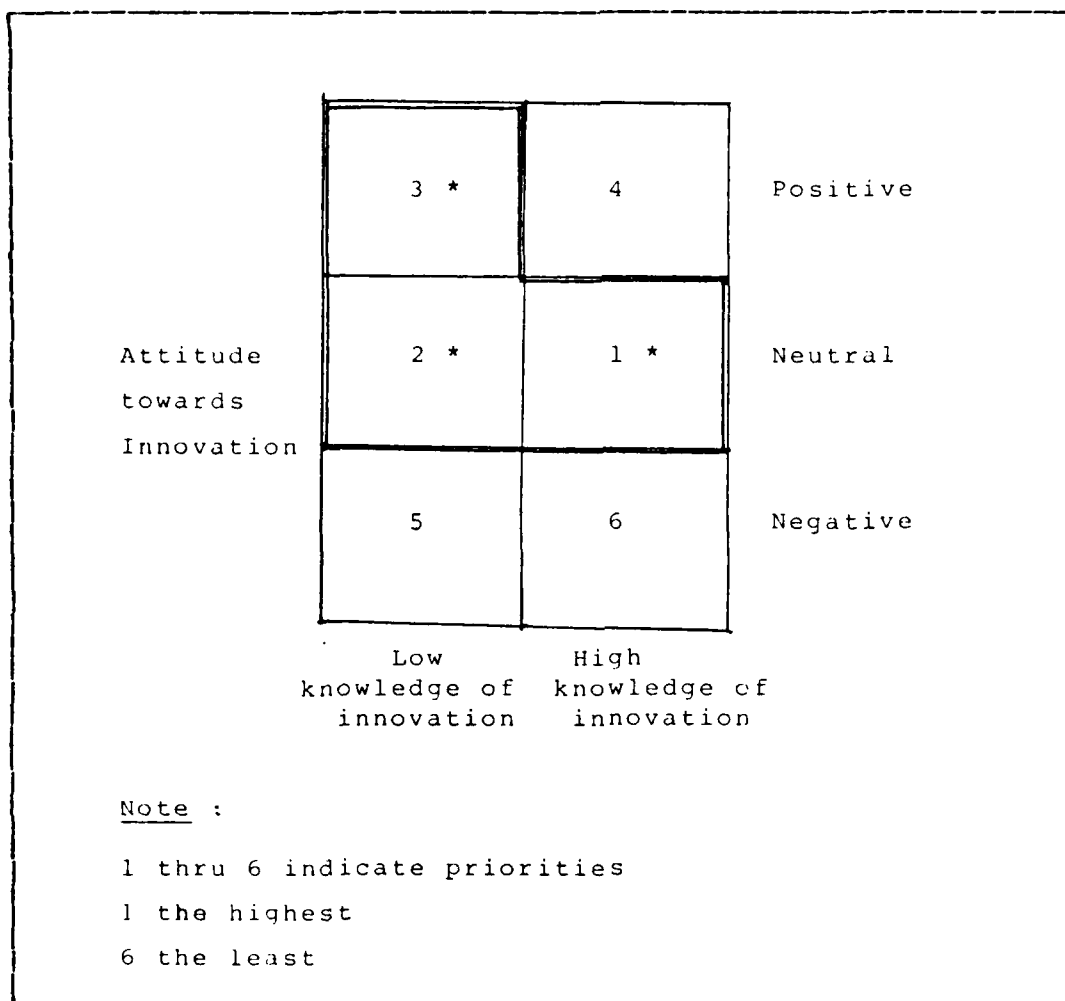 3 * 4 Positive
Attitude 2 * 1 * Neutral
towards
Innovation
5 6 Negative
Low High
knowledge of knowledge of
innovation innovation
Note :
1 thru 6 indicate priorities
1 the highest
6 the least